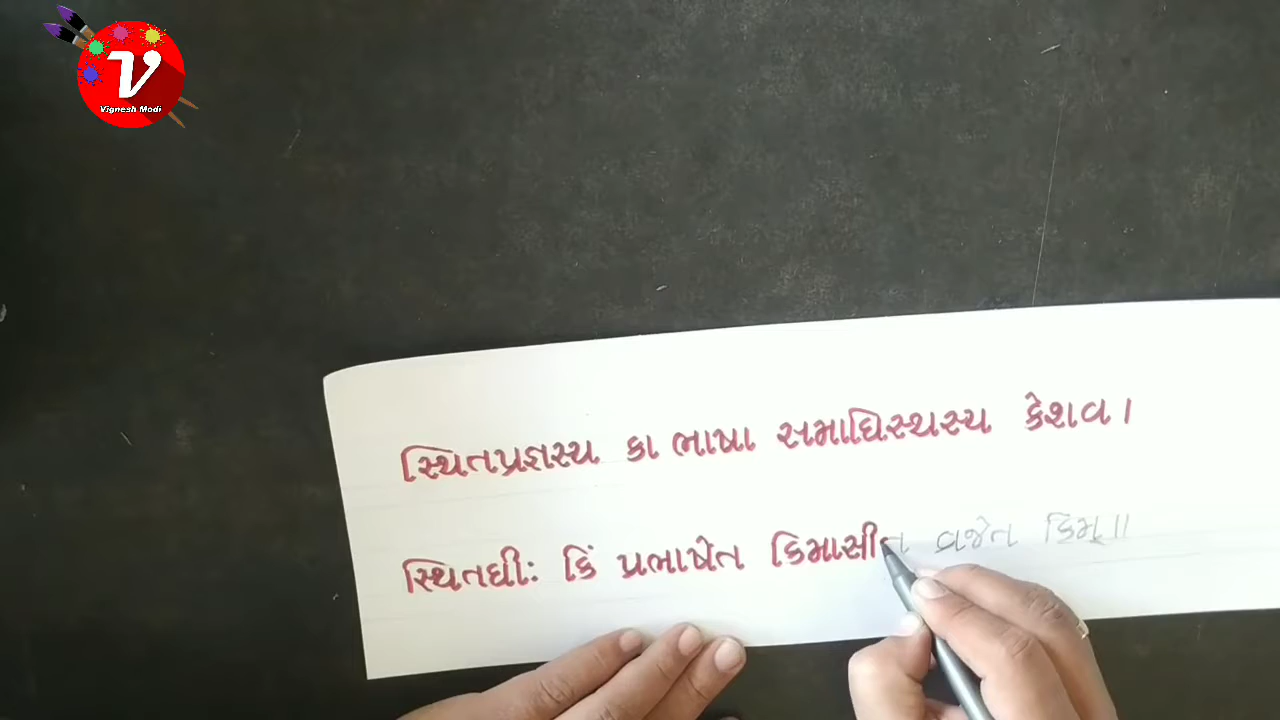 Vignesh Modi
સ્થિતપ્રજ્ઞસ્ય કા ભાષા સમાધિસ્થસ્ય કેશવ।
સ્થિતધીઃ કિં પ્રભાષેત કિમાસીત વ્રજેત કિમ્॥